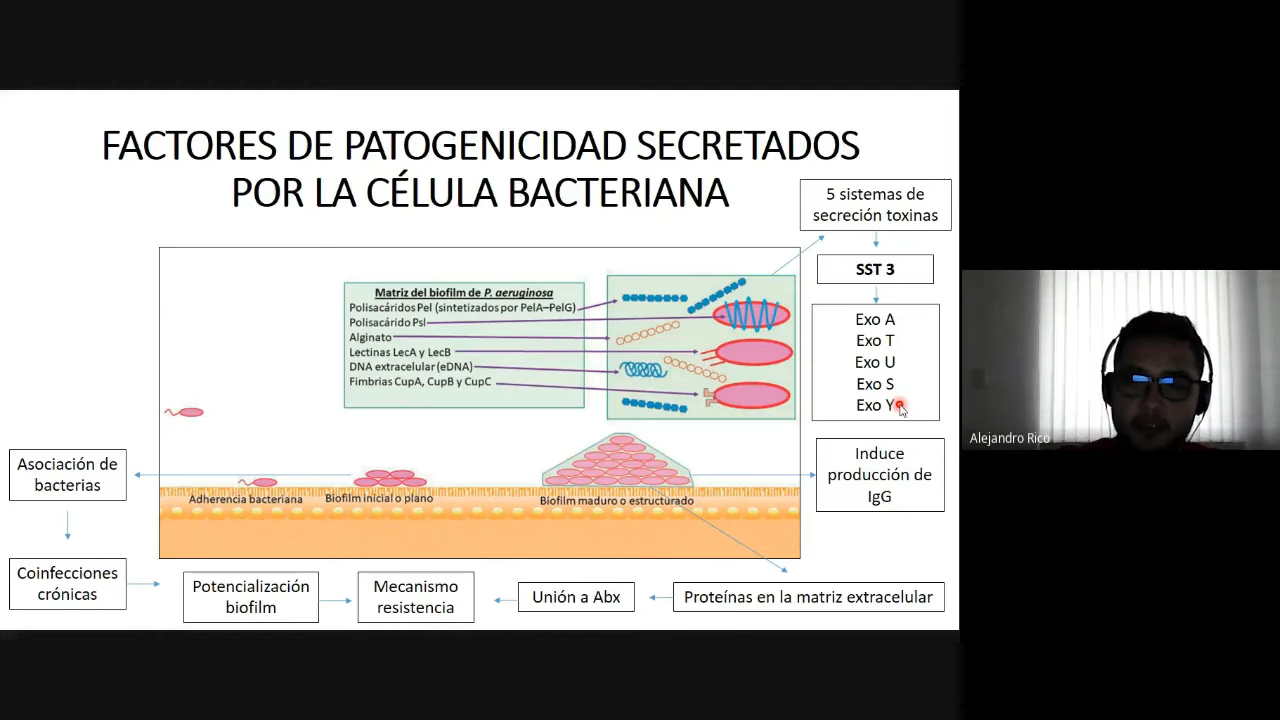 FACTORES DE PATOGENICIDAD SECRETADOS
POR LA CÉLULA BACTERIANA
5 sistemas de
secreción toxinas
SST 3
Exo A
Exo T
Exo U
Exo S
Exo Y
Matriz del biofilm de P. aeruginosa
Polisacáridos Pel (sintetizados por PelA–PelG)
Polisacárido Psl
Alginato
Lectinas LecA y LecB
DNA extracelular (eDNA)
Fimbrias CupA, CupB y CupC
Alejandro Rico
Asociación de
bacterias
Adherencia bacteriana
Biofilm inicial o plano
Biofilm maduro o estructurado
Induce
producción de
IgG
Coinfecciones
crónicas
Potencialización
biofilm
Mecanismo
resistencia
Unión a Abx
Proteínas en la matriz extracelular